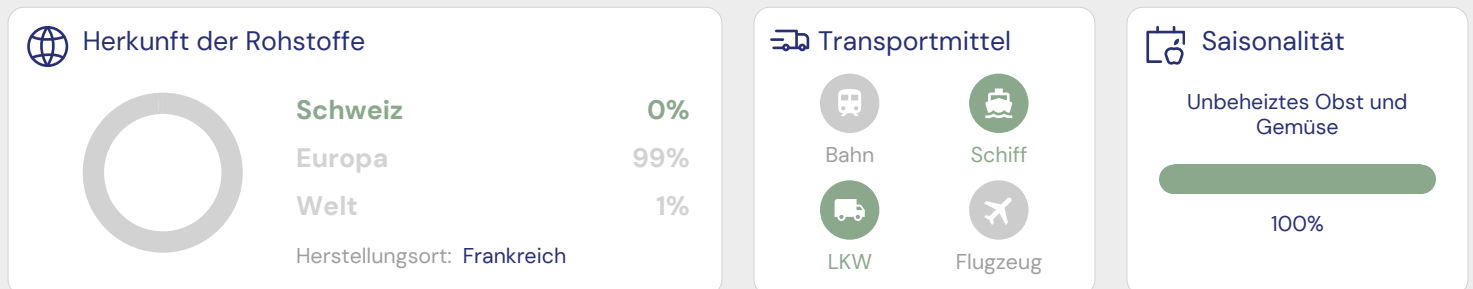 Herkunft der Rohstoffe
Schweiz 0%
Europa 99%
Welt 1%
Herstellungsort: Frankreich
Transportmittel
Bahn
Schiff
LKW
Flugzeug
Saisonalität
Unbeheiztes Obst und
Gemüse
100%